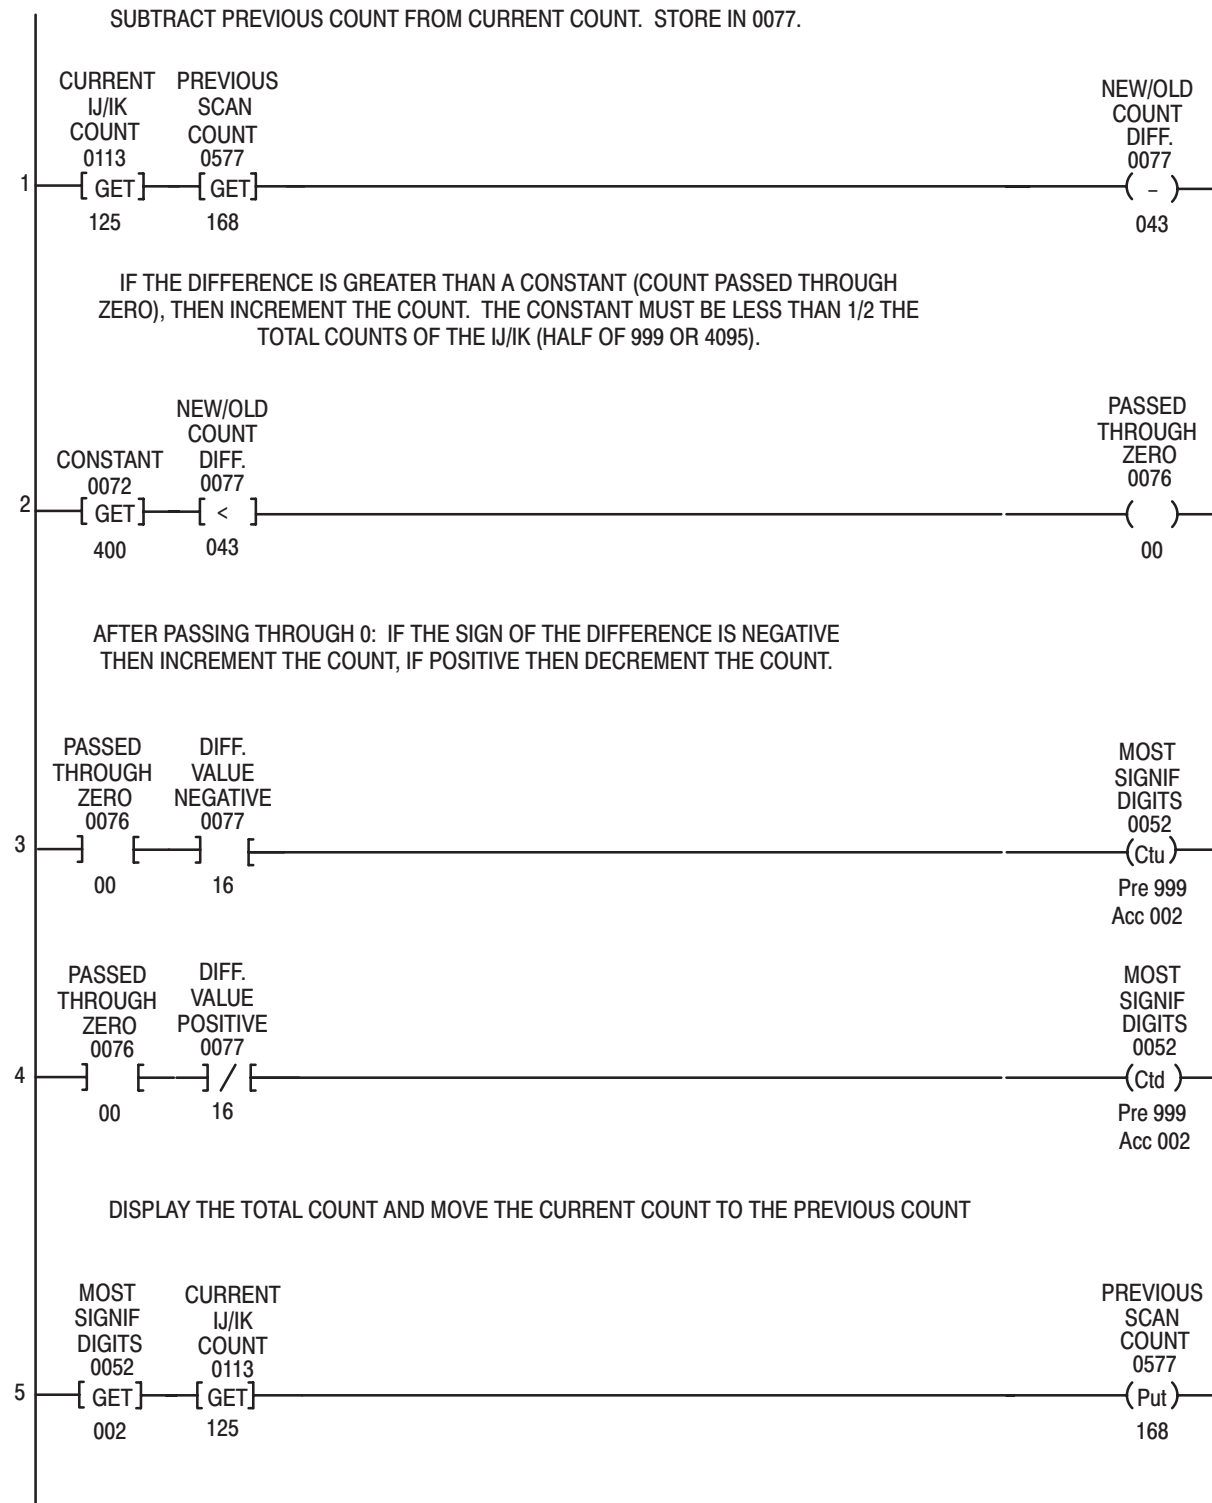 SUBTRACT PREVIOUS COUNT FROM CURRENT COUNT. STORE IN 0077.
CURRENT
IJ/IK
COUNT
0113
PREVIOUS
SCAN
COUNT
0577
NEW/OLD
COUNT
DIFF.
0077
1
GET
GET
–
125
168
043
IF THE DIFFERENCE IS GREATER THAN A CONSTANT (COUNT PASSED THROUGH
ZERO), THEN INCREMENT THE COUNT. THE CONSTANT MUST BE LESS THAN 1/2 THE
TOTAL COUNTS OF THE IJ/IK (HALF OF 999 OR 4095).
CONSTANT
0072
NEW/OLD
COUNT
DIFF.
0077
PASSED
THROUGH
ZERO
0076
2
GET
<
400
043
00
AFTER PASSING THROUGH 0: IF THE SIGN OF THE DIFFERENCE IS NEGATIVE
THEN INCREMENT THE COUNT, IF POSITIVE THEN DECREMENT THE COUNT.
PASSED
THROUGH
ZERO
0076
DIFF.
VALUE
NEGATIVE
0077
MOST
SIGNIF
DIGITS
0052
3
Ctu
00
16
Pre 999
Acc 002
PASSED
THROUGH
ZERO
0076
DIFF.
VALUE
POSITIVE
0077
MOST
SIGNIF
DIGITS
0052
4
Ctd
00
16
Pre 999
Acc 002
DISPLAY THE TOTAL COUNT AND MOVE THE CURRENT COUNT TO THE PREVIOUS COUNT
MOST
SIGNIF
DIGITS
0052
CURRENT
IJ/IK
COUNT
0113
PREVIOUS
SCAN
COUNT
0577
5
GET
GET
Put
002
125
168